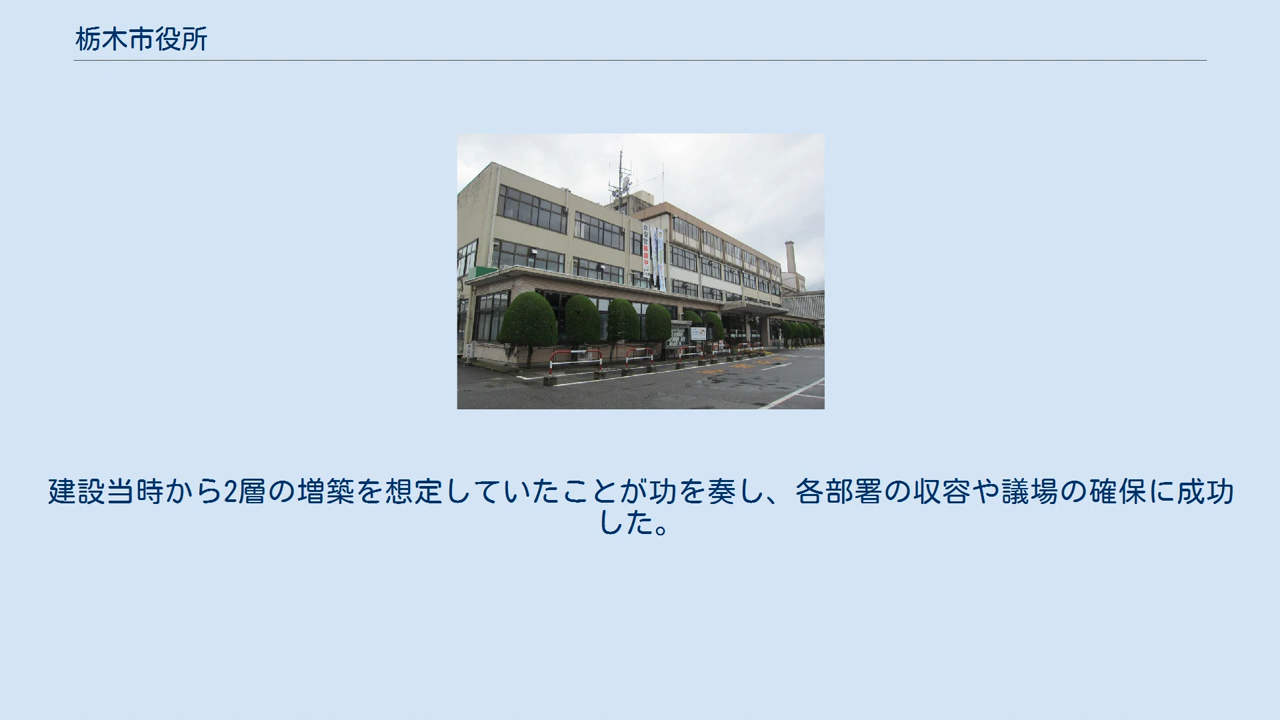 栃木市役所
建設当時から2層の増築を想定していたことが功を奏し、各部署の収容や議場の確保に成功
した。